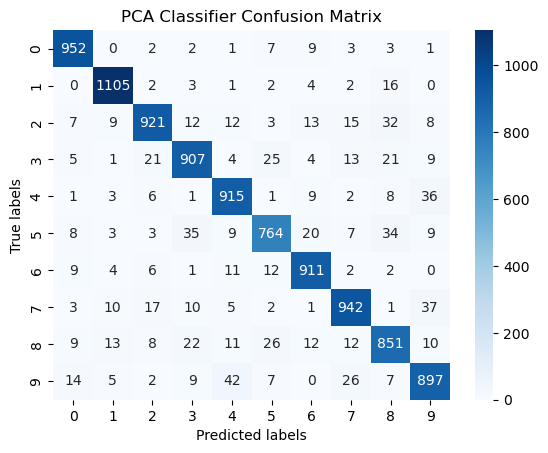 PCA Classifier Confusion Matrix
0 952 0 2 2 1 7 9 3 3 1
1 0 1105 2 3 1 2 4 2 16 0
2 7 9 921 12 12 3 13 15 32 8
3 5 1 21 907 4 25 4 13 21 9
4 1 3 6 1 915 1 9 2 8 36
5 8 3 3 35 9 764 20 7 34 9
6 9 4 6 1 11 12 911 2 2 0
7 3 10 17 10 5 2 1 942 1 37
8 9 13 8 22 11 26 12 12 851 10
9 14 5 2 9 42 7 0 26 7 897
0 1 2 3 4 5 6 7 8 9
Predicted labels
True labels
1000
800
600
400
200
0